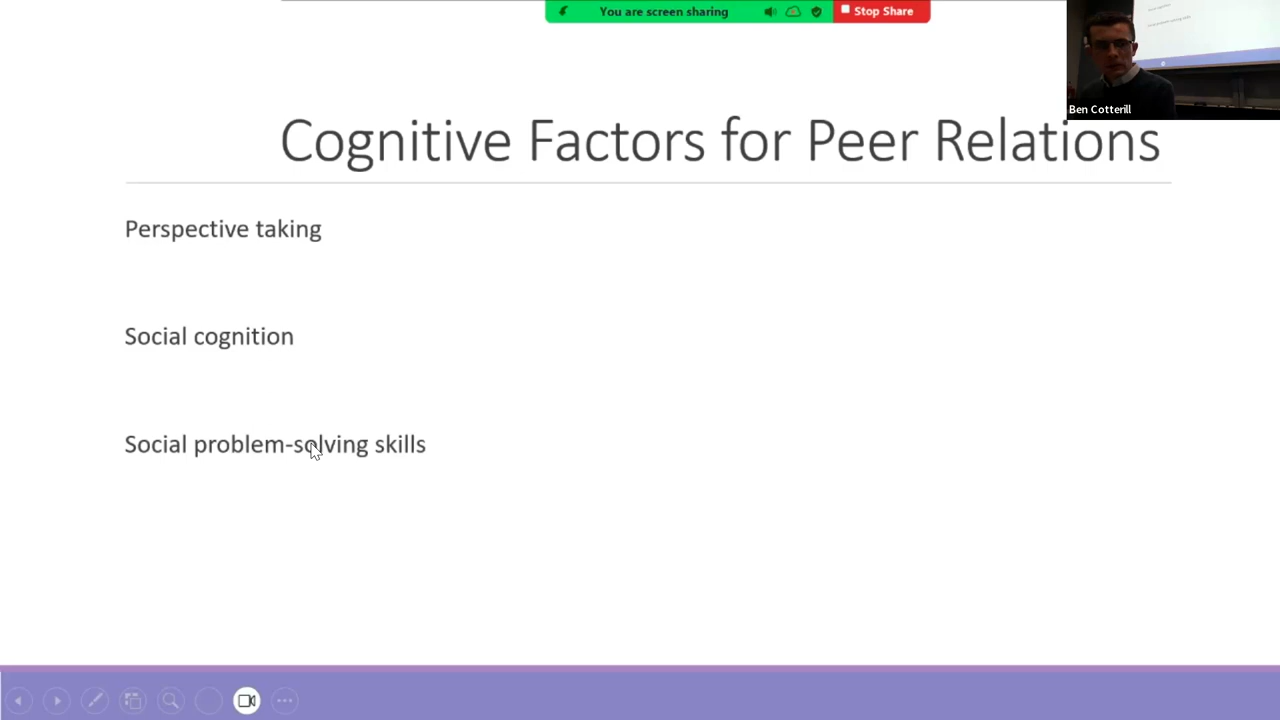 You are screen sharing
Stop Share
Ben Cotterill
Cognitive Factors for Peer Relations
Perspective taking
Social cognition
Social problem-solving skills